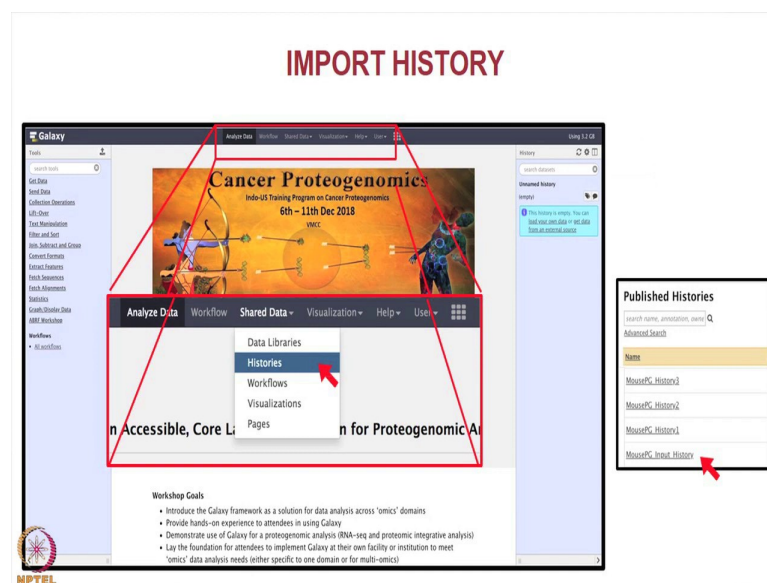 IMPORT HISTORY
Galaxy
Analyze Data Workflow Shared Data Visualization Help User
Using 3.2 GB
Tools
search tools
Get Data
Send Data
Collection Operations
Lift-Over
Text Manipulation
Filter and Sort
Join, Subtract and Group
Convert Formats
Extract Features
Fetch Sequences
Fetch Alignments
Statistics
Graph/Display Data
ABRF Workshop
Workflows
All workflows
Cancer Proteogenomics
Indo-US Training Program on Cancer Proteogenomics
6th – 11th Dec 2018
VMCC
Analyze Data Workflow Shared Data Visualization Help User
Data Libraries
Histories
Workflows
Visualizations
Pages
n Accessible, Core La n for Proteogenomic A
Workshop Goals
• Introduce the Galaxy framework as a solution for data analysis across 'omics' domains
• Provide hands-on experience to attendees in using Galaxy
• Demonstrate use of Galaxy for a proteogenomic analysis (RNA-seq and proteomic integrative analysis)
• Lay the foundation for attendees to implement Galaxy at their own facility or institution to meet
'omics' data analysis needs (either specific to one domain or for multi-omics)
History
search datasets
Unnamed history
(empty)
This history is empty. You can
load your own data or get data
from an external source
Published Histories
search name, annotation, owne
Advanced Search
Name
MousePG_History3
MousePG_History2
MousePG_History1
MousePG_Input_History
NPTEL